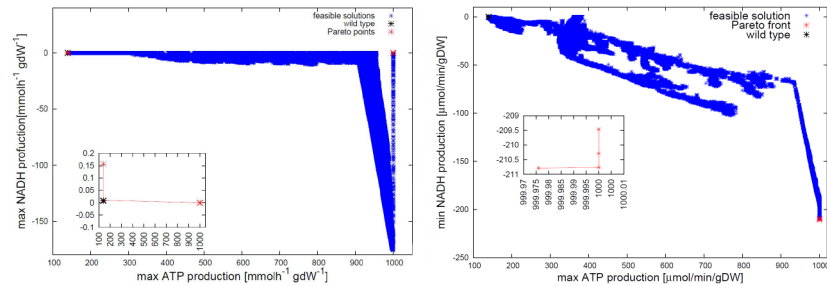 feasible solutions
wild type
Pareto points
0
-50
-100
-150
max NADH production[mmolh⁻¹ gdW⁻¹]
0.2
0.15
0.1
0.05
0
-0.05
-0.1
100 200 300 400 500 600 700 800 900 1000
100 200 300 400 500 600 700 800 900 1000
max ATP production [mmolh⁻¹ gdW⁻¹]
feasible solution
Pareto front
wild type
0
-50
-100
-150
-200
-250
min NADH production [μmol/min/gDW]
-209
-209.5
-210
-210.5
-211
999.97 999.975 999.98 999.985 999.99 999.995 1000 1000 1000.01
100 200 300 400 500 600 700 800 900 1000
max ATP production [μmol/min/gDW]